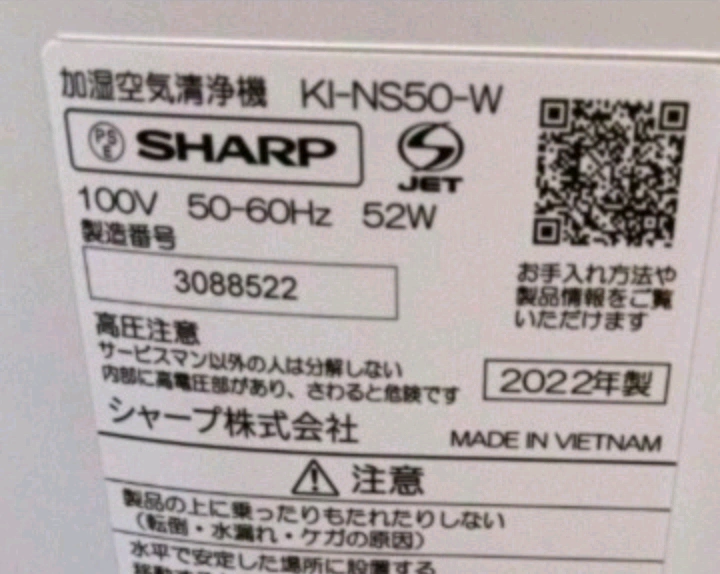 加湿空気清浄機 KI-NS50-W
PSE SHARP JET
100V 50-60Hz 52W
製造番号
3088522
お手入れ方法や
製品情報をご覧
いただけます
高圧注意
サービスマン以外の人は分解しない
内部に高電圧部があり、さわると危険です
2022年製
シャープ株式会社
MADE IN VIETNAM
注意
製品の上に乗ったりもたれたりしない
（転倒・水漏れ・ケガの原因）
水平で安定した場所に設置する